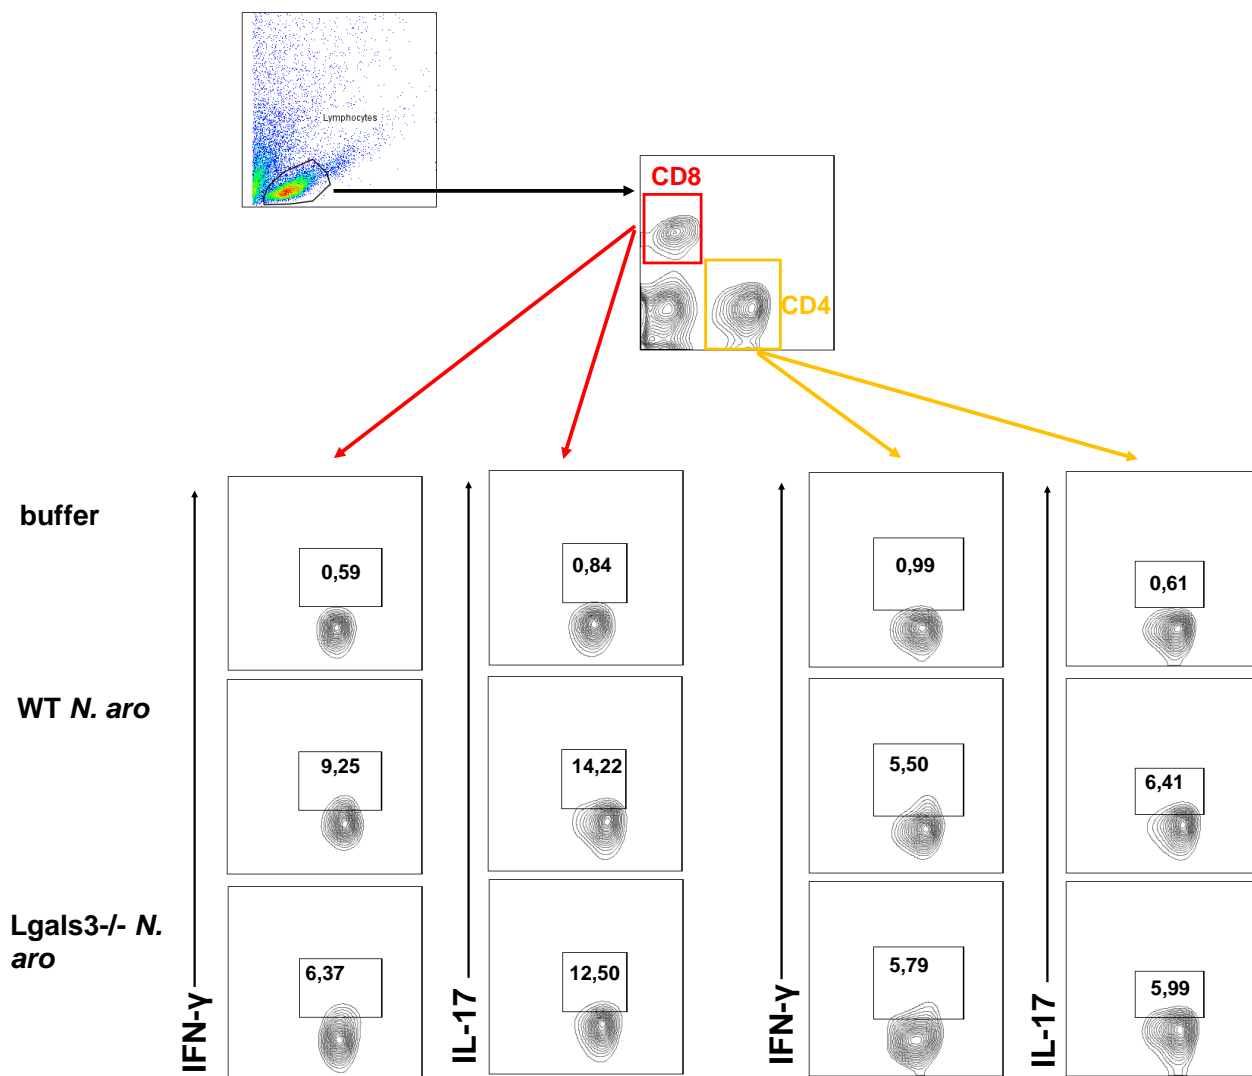 Lymphocytes
CD8
CD4
buffer
0,59
0,84
0,99
0,61
WT N. aro
9,25
14,22
5,50
6,41
Lgals3-/- N.
aro
6,37
12,50
5,79
5,99
IFN-γ
IL-17
IFN-γ
IL-17